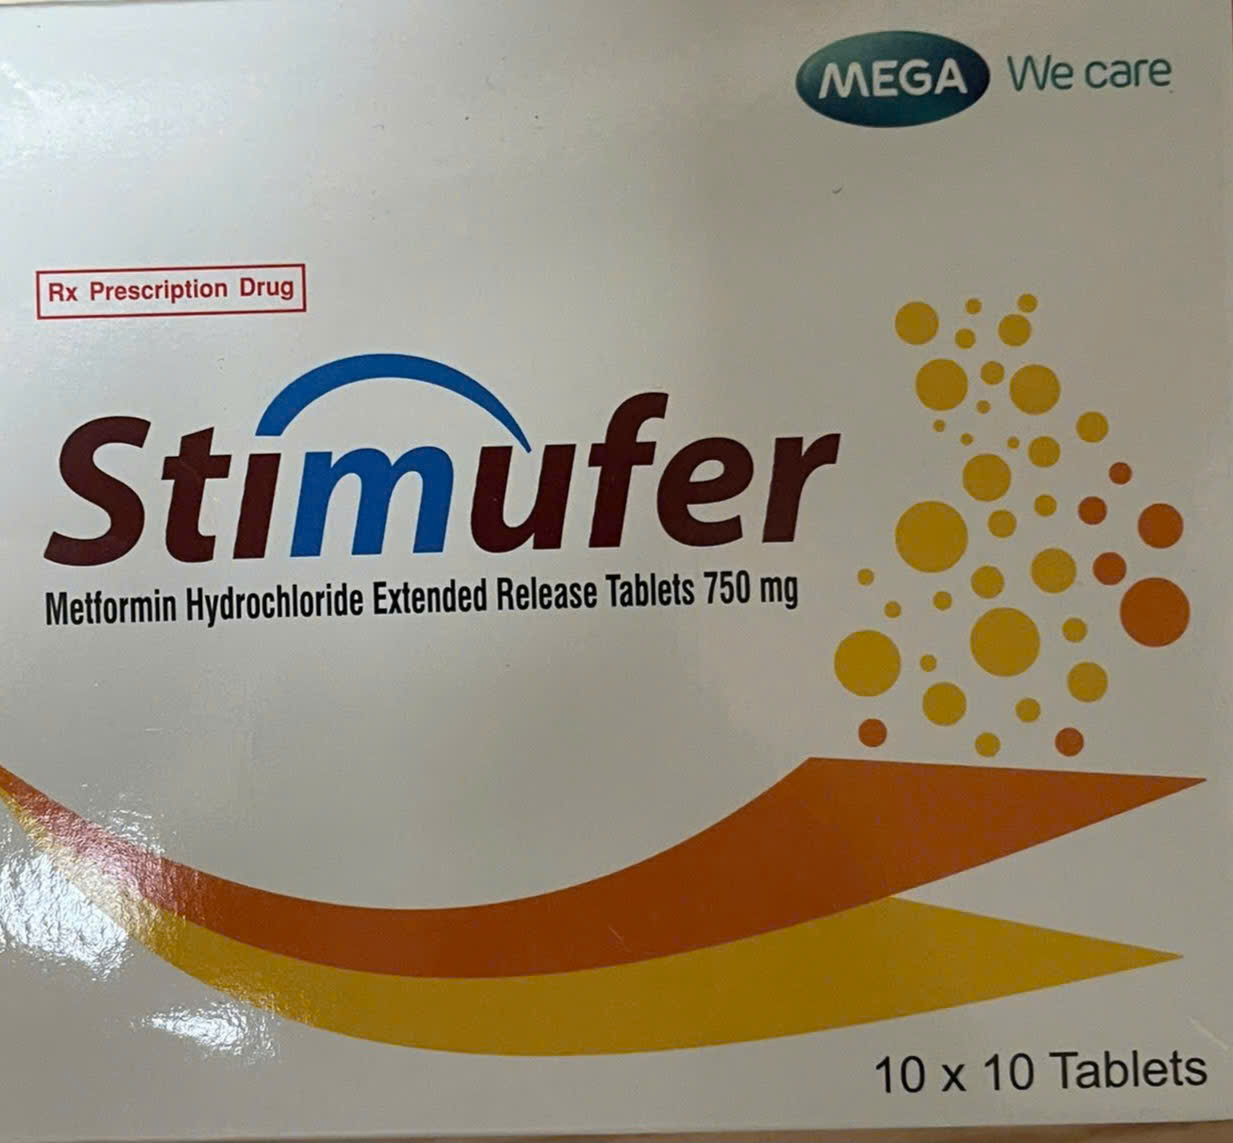 MEGA We care
Rx Prescription Drug
Stimufer
Metformin Hydrochloride Extended Release Tablets 750 mg
10 x 10 Tablets